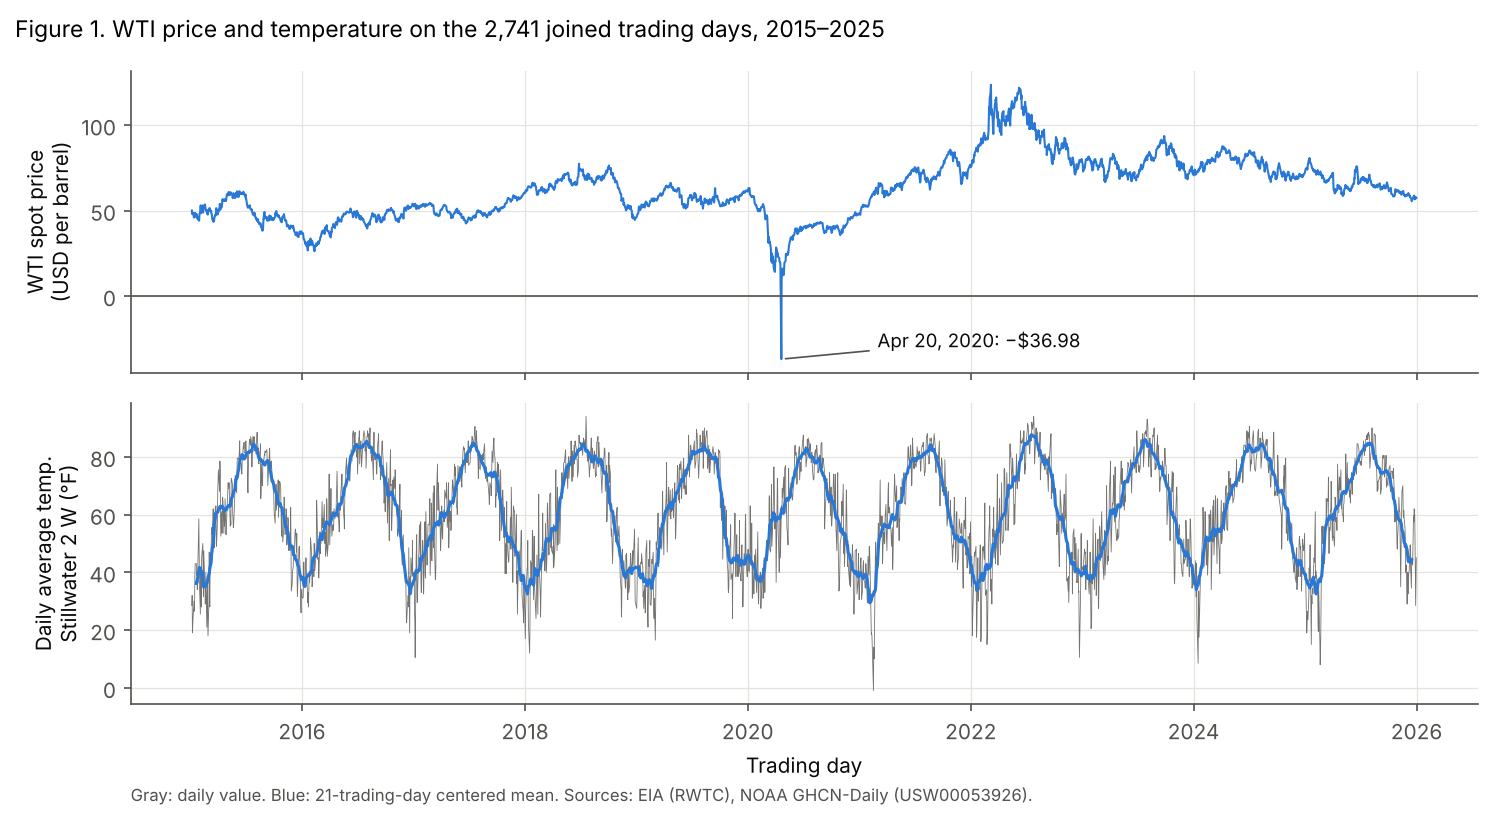 Figure 1. WTI price and temperature on the 2,741 joined trading days, 2015–2025
WTI spot price
(USD per barrel)
100
50
0
Apr 20, 2020: −$36.98
Daily average temp.
Stillwater 2 W (°F)
80
60
40
20
0
2016
2018
2020
2022
2024
2026
Trading day
Gray: daily value. Blue: 21-trading-day centered mean. Sources: EIA (RWTC), NOAA GHCN-Daily (USW00053926).